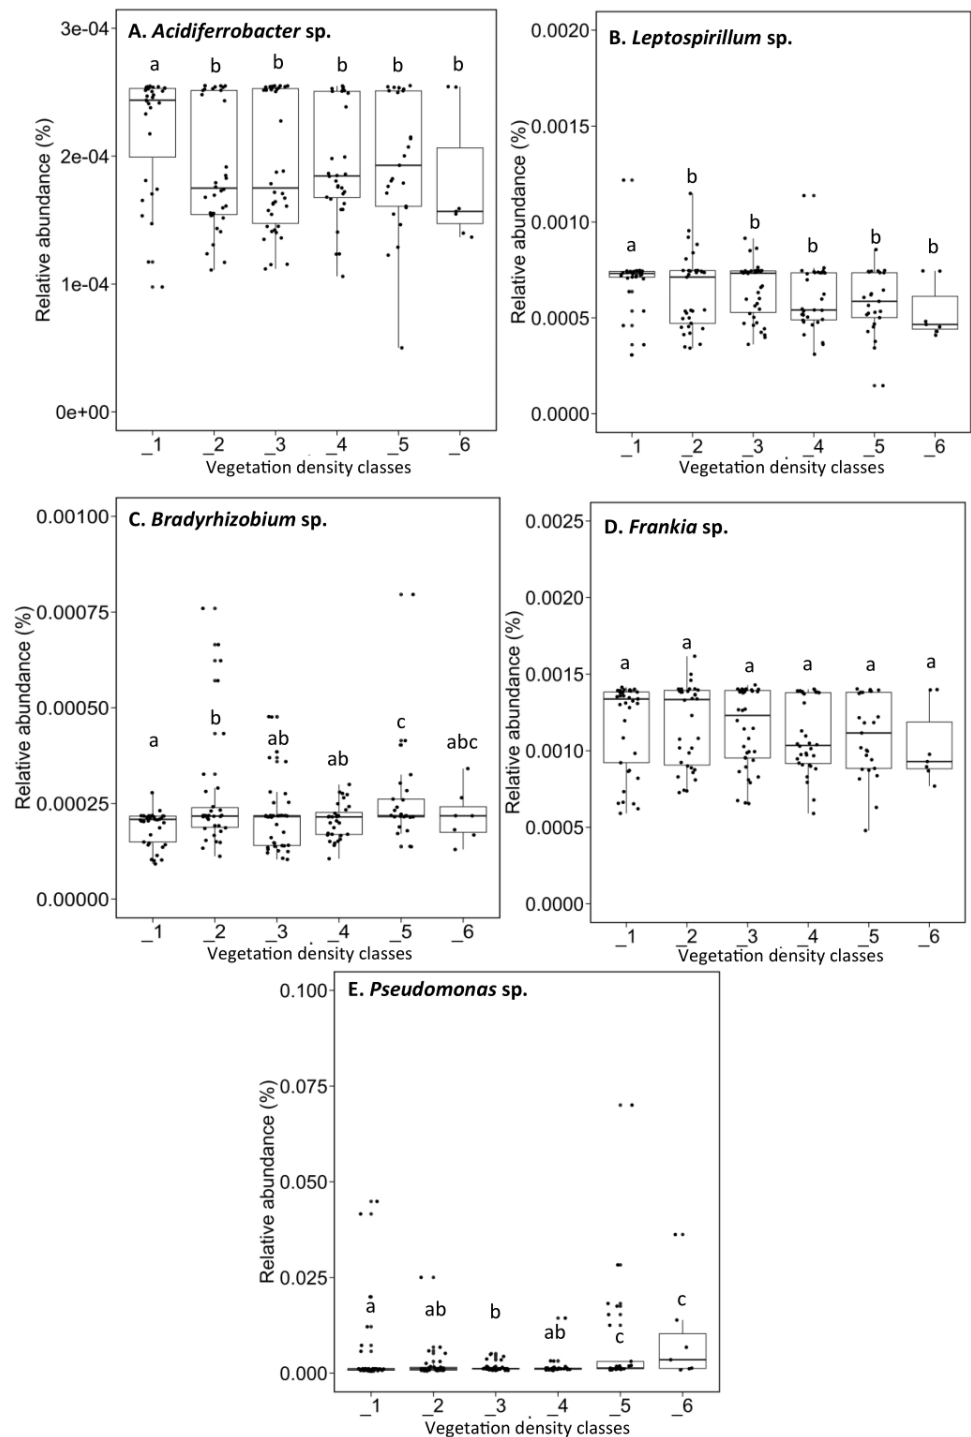 A. Acidiferrobacter sp.
Relative abundance (%)
3e-04
2e-04
1e-04
0e+00
a b b b b b
_1 _2 _3 _4 _5 _6
Vegetation density classes
B. Leptospirillum sp.
Relative abundance (%)
0.0020
0.0015
0.0010
0.0005
0.0000
a b b b b b
_1 _2 _3 _4 _5 _6
Vegetation density classes
C. Bradyrhizobium sp.
Relative abundance (%)
0.00100
0.00075
0.00050
0.00025
0.00000
a b ab ab c abc
_1 _2 _3 _4 _5 _6
Vegetation density classes
D. Frankia sp.
Relative abundance (%)
0.0025
0.0020
0.0015
0.0010
0.0005
0.0000
a a a a a a
_1 _2 _3 _4 _5 _6
Vegetation density classes
E. Pseudomonas sp.
Relative abundance (%)
0.100
0.075
0.050
0.025
0.000
a ab b ab c c
_1 _2 _3 _4 _5 _6
Vegetation density classes